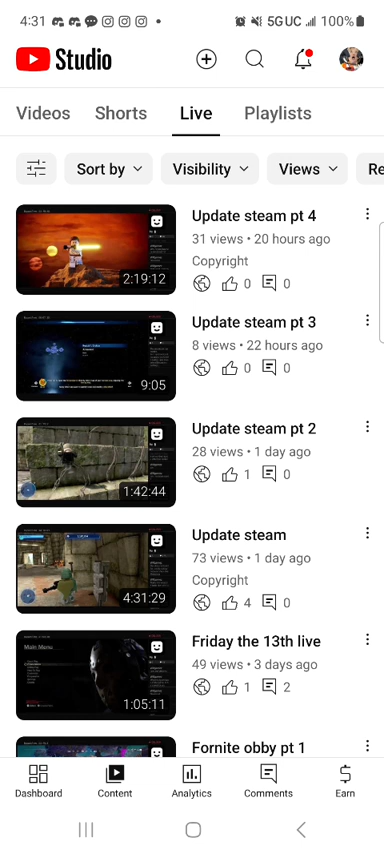 4:31 5GUC 100%
Studio
Videos Shorts Live Playlists
Sort by Visibility Views Re
Update steam pt 4
31 views • 20 hours ago
Copyright
0 0
2:19:12
Update steam pt 3
8 views • 22 hours ago
0 0
9:05
Update steam pt 2
28 views • 1 day ago
1 0
1:42:44
Update steam
73 views • 1 day ago
Copyright
4 0
4:31:29
Friday the 13th live
49 views • 3 days ago
1 2
Main Menu
1:05:11
Fornite obby pt 1
Dashboard Content Analytics Comments Earn